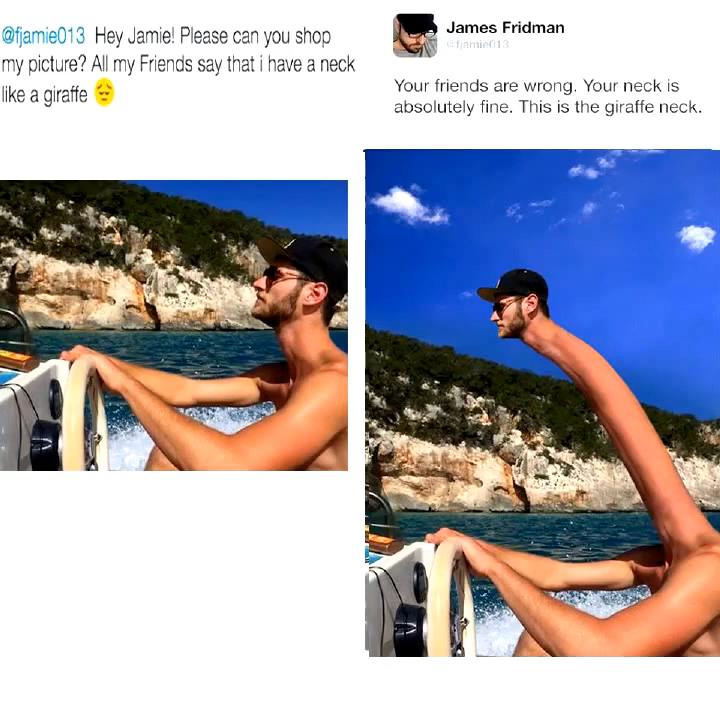 @fjamie013 Hey Jamie! Please can you shop
my picture? All my Friends say that i have a neck
like a giraffe 😔
James Fridman
@fjamie013
Your friends are wrong. Your neck is
absolutely fine. This is the giraffe neck.